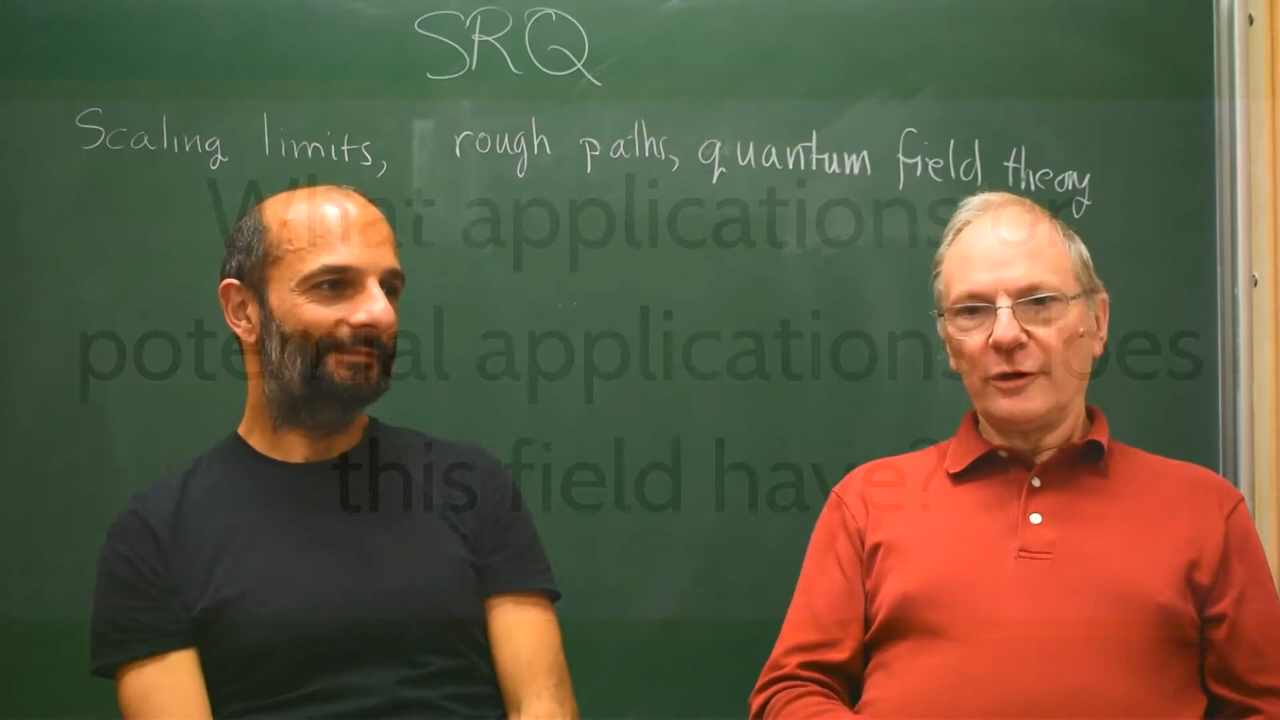 SRQ
Scaling limits, rough paths, quantum field theory
What applications or
potential applications does
this field have?